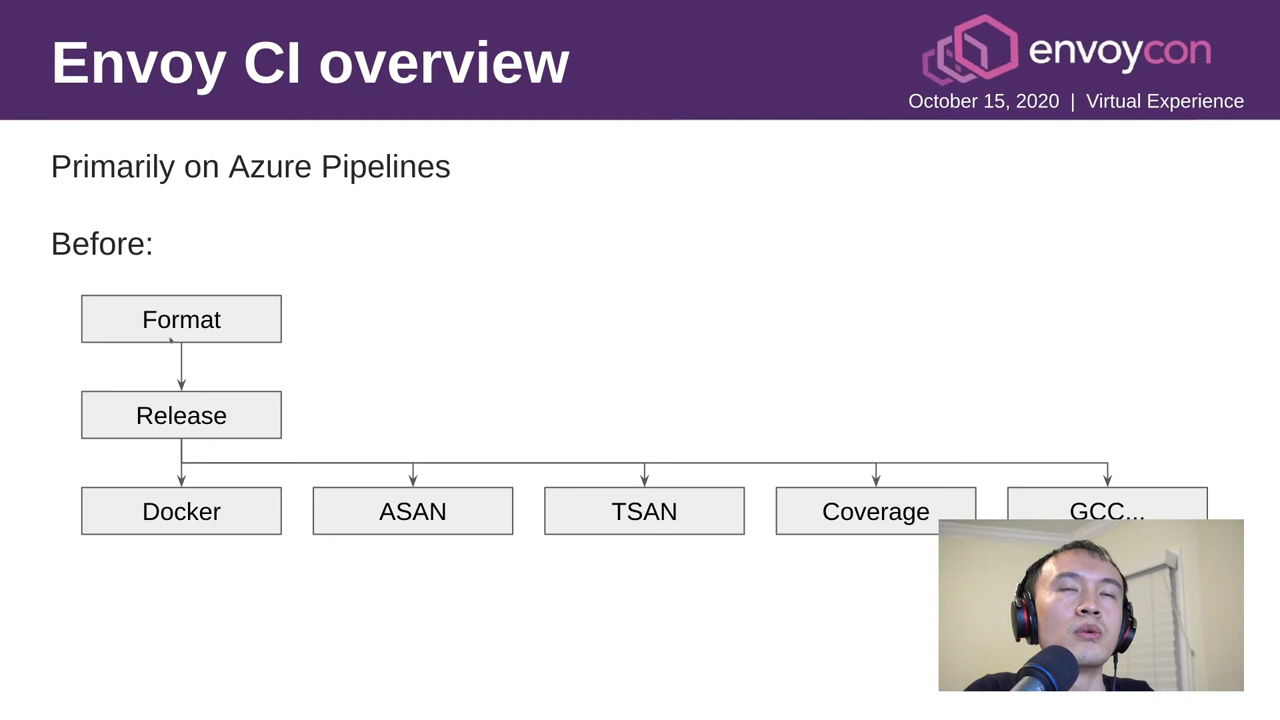 Envoy CI overview
envoycon
October 15, 2020 | Virtual Experience
Primarily on Azure Pipelines
Before:
Format
Release
Docker
ASAN
TSAN
Coverage
GCC...